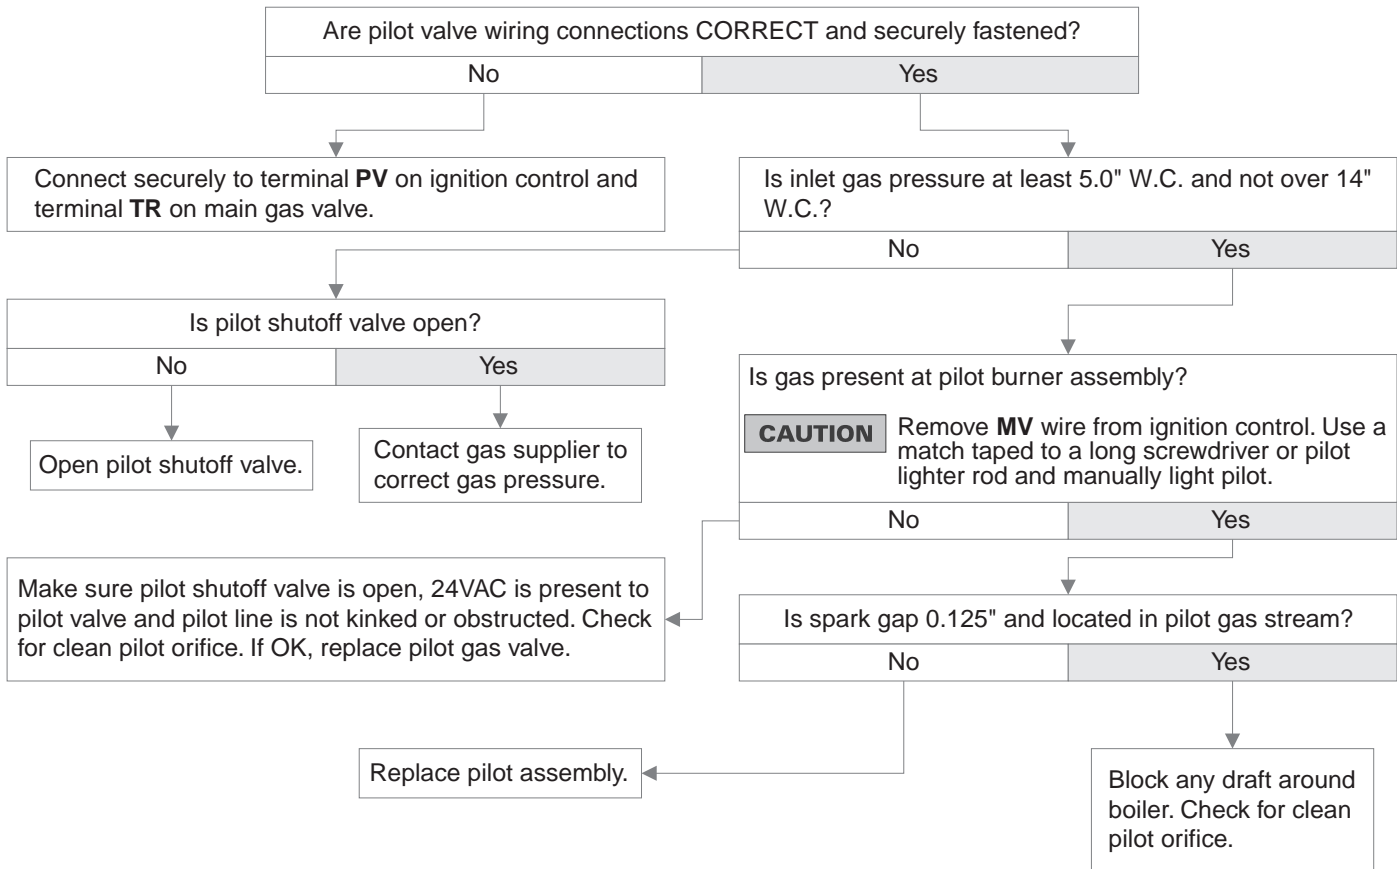 Are pilot valve wiring connections CORRECT and securely fastened?
No
Yes
Connect securely to terminal PV on ignition control and
terminal TR on main gas valve.
Is inlet gas pressure at least 5.0" W.C. and not over 14"
W.C.?
No
Yes
Is pilot shutoff valve open?
No
Yes
Open pilot shutoff valve.
Contact gas supplier to
correct gas pressure.
Is gas present at pilot burner assembly?
CAUTION
Remove MV wire from ignition control. Use a
match taped to a long screwdriver or pilot
lighter rod and manually light pilot.
No
Yes
Make sure pilot shutoff valve is open, 24VAC is present to
pilot valve and pilot line is not kinked or obstructed. Check
for clean pilot orifice. If OK, replace pilot gas valve.
Is spark gap 0.125" and located in pilot gas stream?
No
Yes
Replace pilot assembly.
Block any draft around
boiler. Check for clean
pilot orifice.